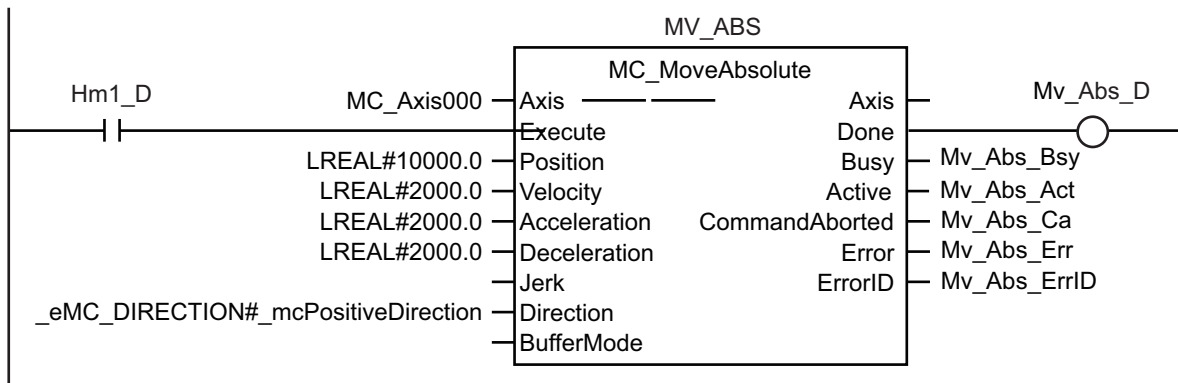 MV_ABS
MC_MoveAbsolute
Hm1_D
Mv_Abs_D
MC_Axis000 Axis Axis
Execute Done
LREAL#10000.0 Position Busy Mv_Abs_Bsy
LREAL#2000.0 Velocity Active Mv_Abs_Act
LREAL#2000.0 Acceleration CommandAborted Mv_Abs_Ca
LREAL#2000.0 Deceleration Error Mv_Abs_Err
Jerk ErrorID Mv_Abs_ErrID
_eMC_DIRECTION#_mcPositiveDirection Direction
BufferMode